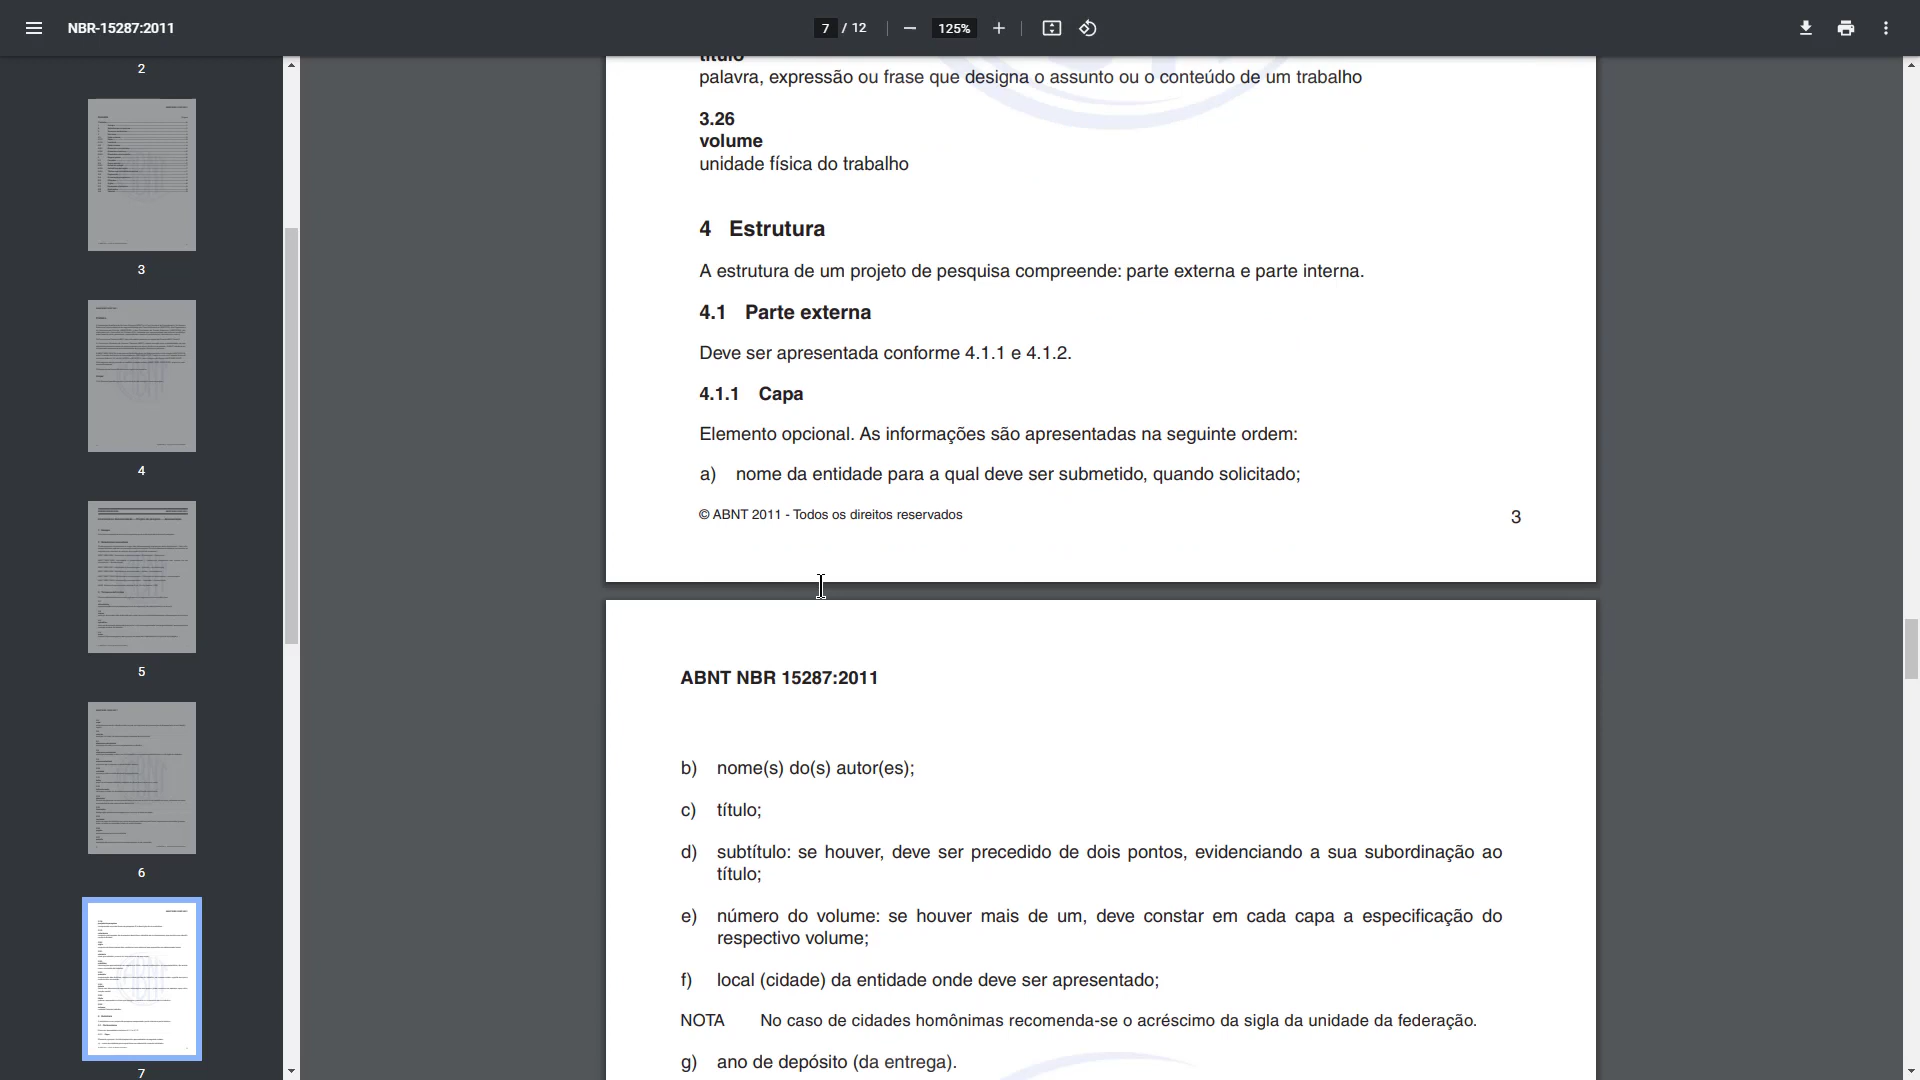 NBR-15287:2011
7 / 12
125%
2
3
4
5
6
7
título
palavra, expressão ou frase que designa o assunto ou o conteúdo de um trabalho
3.26
volume
unidade física do trabalho
4 Estrutura
A estrutura de um projeto de pesquisa compreende: parte externa e parte interna.
4.1 Parte externa
Deve ser apresentada conforme 4.1.1 e 4.1.2.
4.1.1 Capa
Elemento opcional. As informações são apresentadas na seguinte ordem:
a) nome da entidade para a qual deve ser submetido, quando solicitado;
© ABNT 2011 - Todos os direitos reservados
3
ABNT NBR 15287:2011
b) nome(s) do(s) autor(es);
c) título;
d) subtítulo: se houver, deve ser precedido de dois pontos, evidenciando a sua subordinação ao
título;
e) número do volume: se houver mais de um, deve constar em cada capa a especificação do
respectivo volume;
f) local (cidade) da entidade onde deve ser apresentado;
NOTA No caso de cidades homônimas recomenda-se o acréscimo da sigla da unidade da federação.
g) ano de depósito (da entrega).